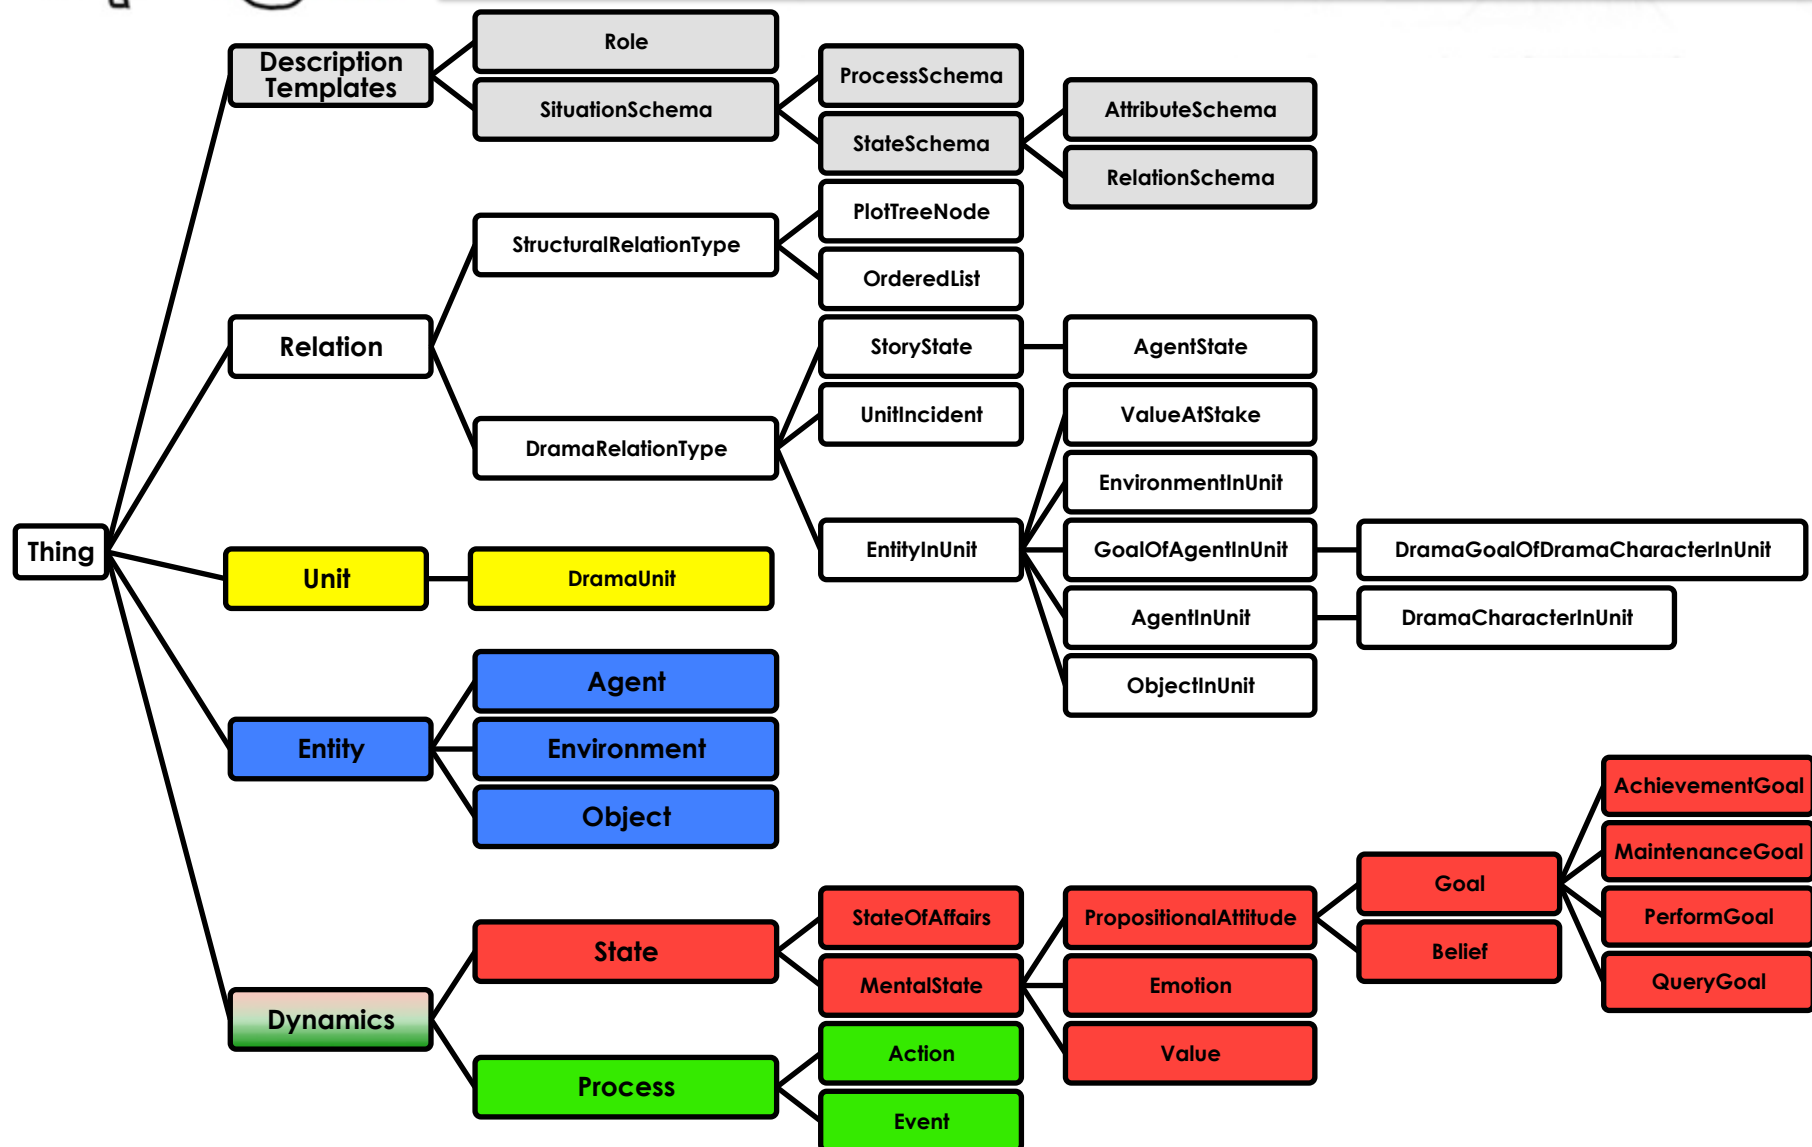 Description
Templates
Role
SituationSchema
ProcessSchema
StateSchema
AttributeSchema
RelationSchema
Relation
StructuralRelationType
PlotTreeNode
OrderedList
DramaRelationType
StoryState
AgentState
UnitIncident
EntityInUnit
ValueAtStake
EnvironmentInUnit
GoalOfAgentInUnit
DramaGoalOfDramaCharacterInUnit
AgentInUnit
DramaCharacterInUnit
ObjectInUnit
Thing
Unit
DramaUnit
Entity
Agent
Environment
Object
Dynamics
State
StateOfAffairs
MentalState
PropositionalAttitude
Goal
AchievementGoal
MaintenanceGoal
PerformGoal
QueryGoal
Belief
Emotion
Value
Process
Action
Event